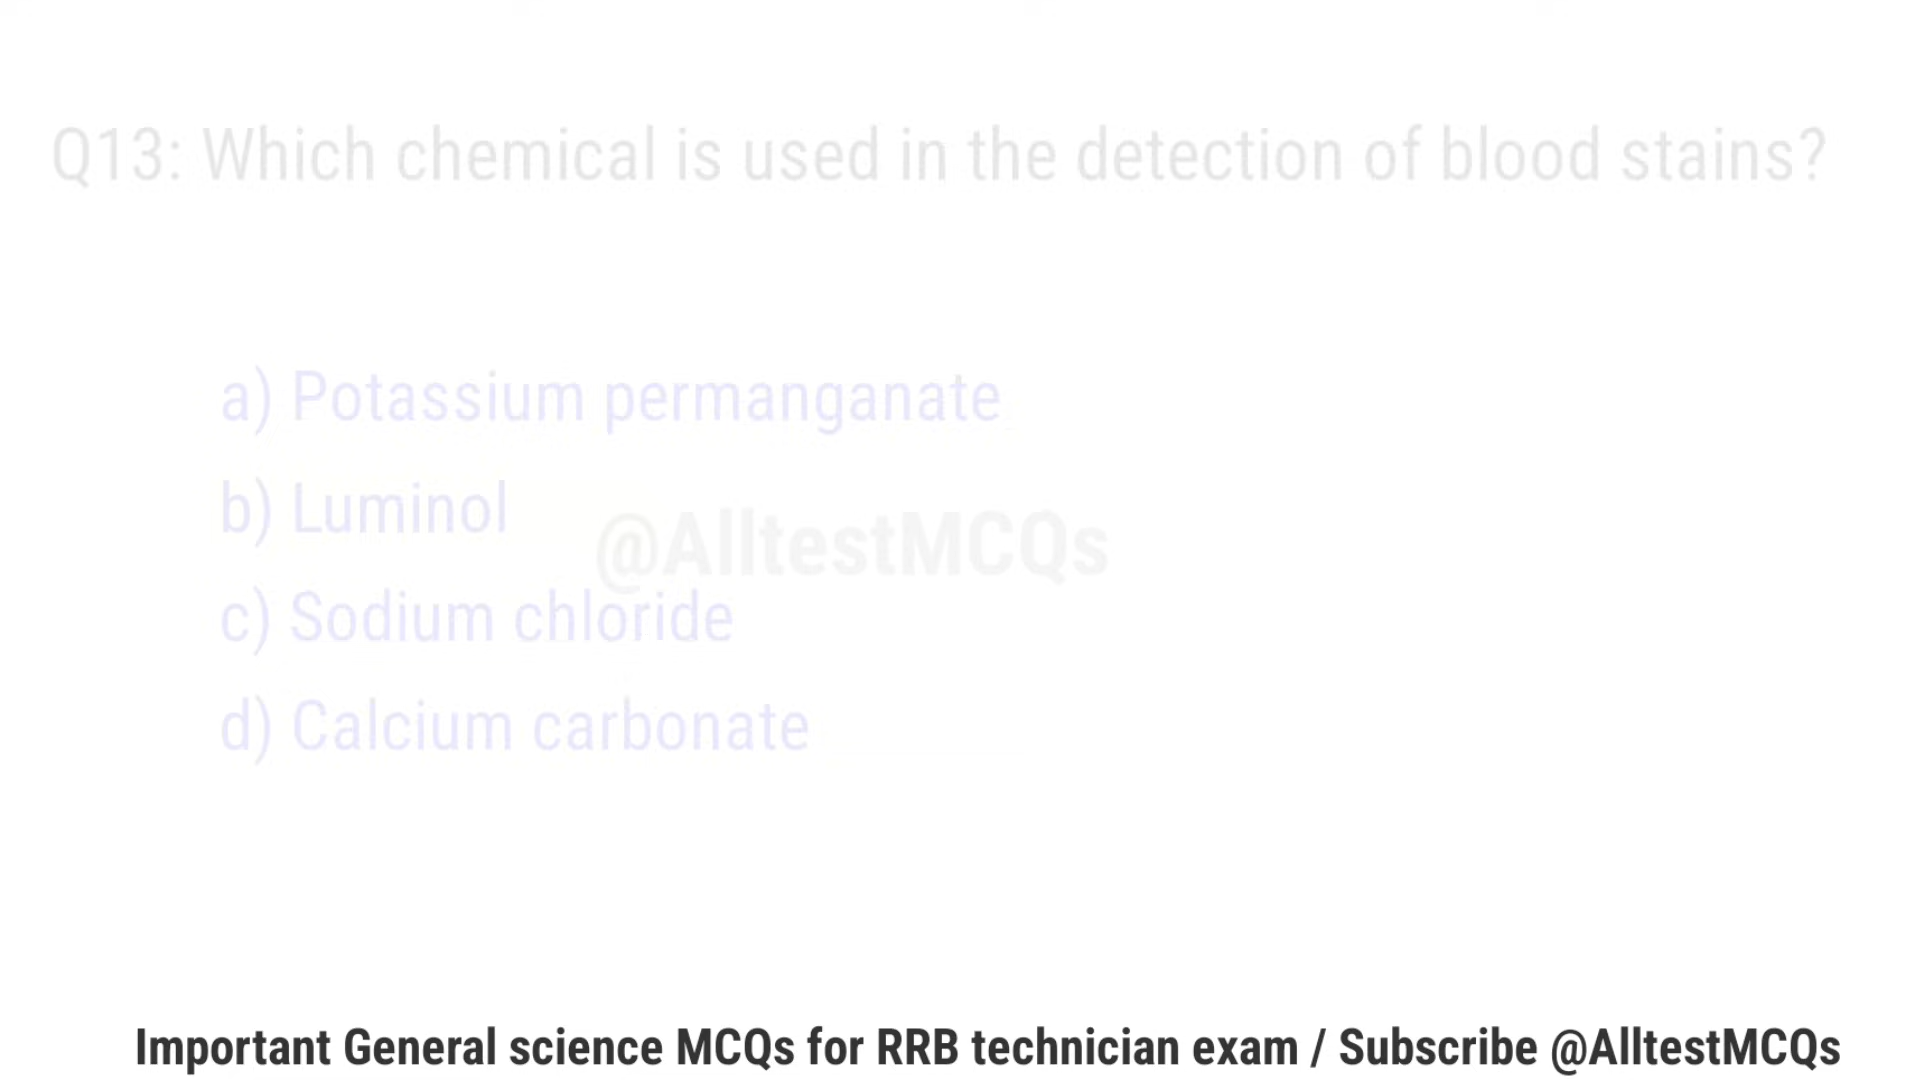 Q13: Which chemical is used in the detection of blood stains?
a) Potassium permanganate
b) Luminol
@AlltestMCQs
c) Sodium chloride
d) Calcium carbonate
Important General science MCQs for RRB technician exam / Subscribe @AlltestMCQs